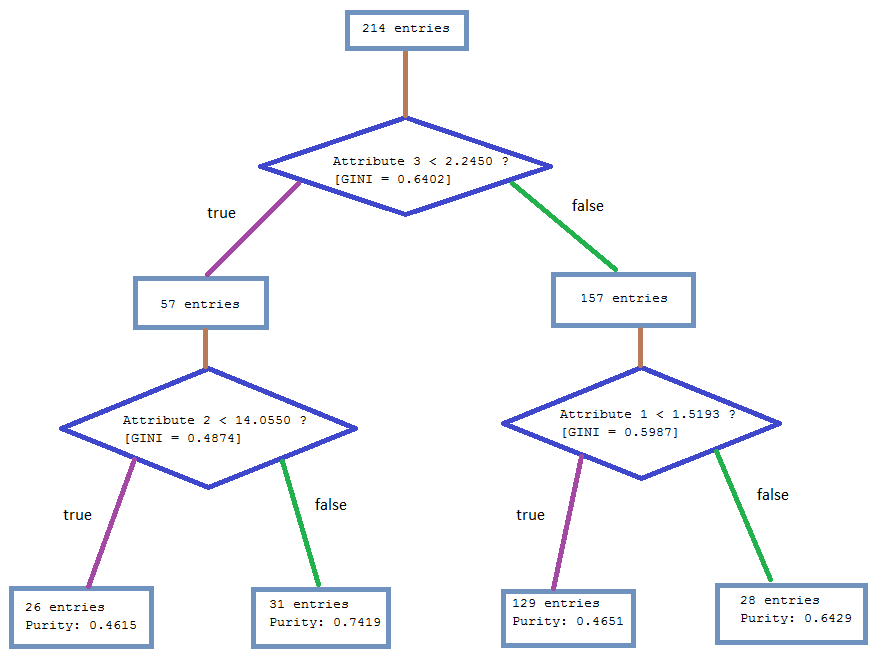 214 entries
Attribute 3 < 2.2450 ?
[GINI = 0.6402]
true
false
57 entries
157 entries
Attribute 2 < 14.0550 ?
[GINI = 0.4874]
Attribute 1 < 1.5193 ?
[GINI = 0.5987]
true
false
true
false
26 entries
Purity: 0.4615
31 entries
Purity: 0.7419
129 entries
Purity: 0.4651
28 entries
Purity: 0.6429